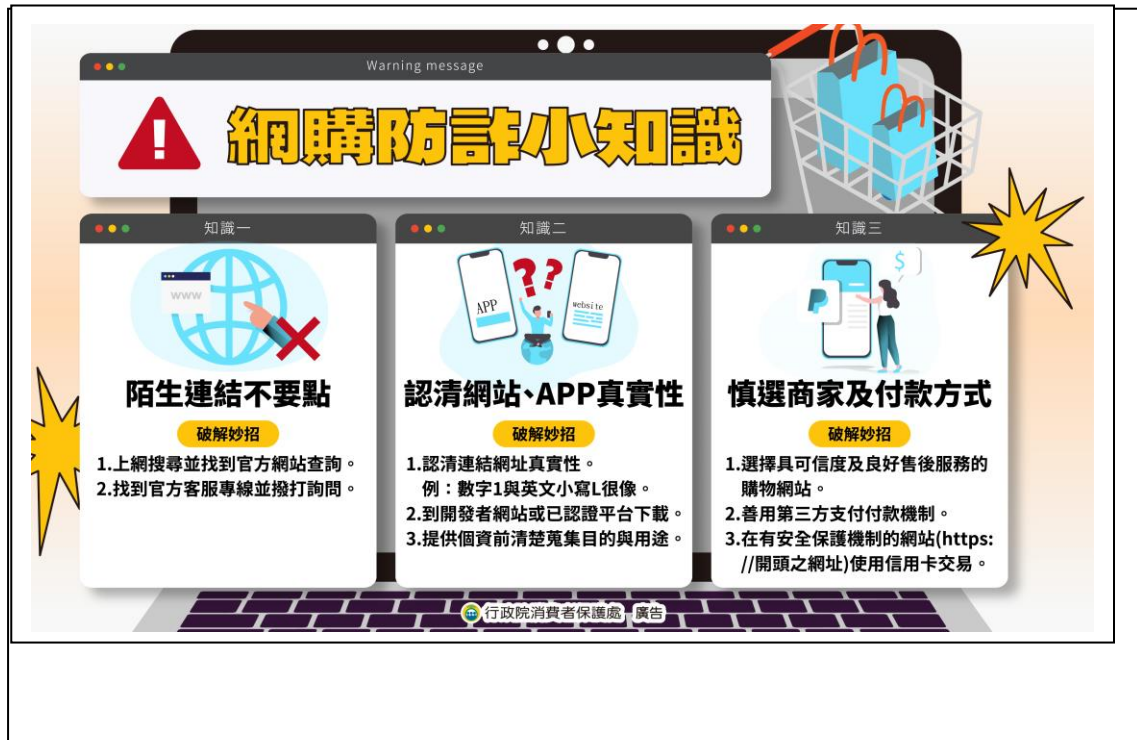 Warning message
網購防詐小知識
知識一
www
陌生連結不要點
破解妙招
1.上網搜尋並找到官方網站查詢。
2.找到官方客服專線並撥打詢問。
知識二
APP
??
Website
認清網站、APP真實性
破解妙招
1.認清連結網址真實性。
例：數字1與英文小寫L很像。
2.到開發者網站或已認證平台下載。
3.提供個資前清楚蒐集目的與用途。
知識三
$
慎選商家及付款方式
破解妙招
1.選擇具可信度及良好售後服務的
購物網站。
2.善用第三方支付付款機制。
3.在有安全保護機制的網站(https:
//開頭之網址)使用信用卡交易。
行政院消費者保護處 廣告